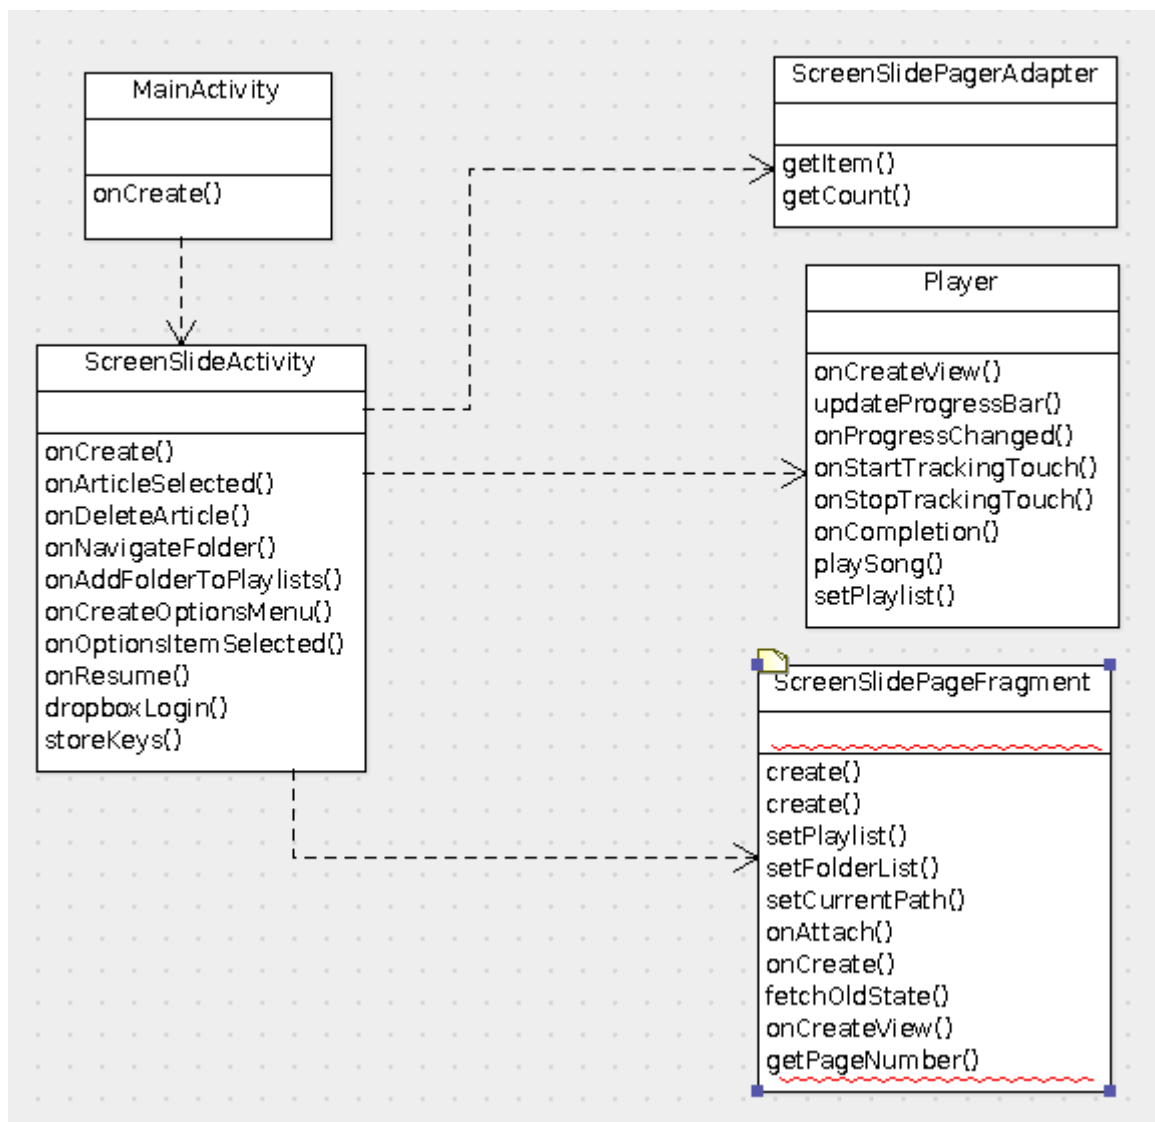 MainActivity
onCreate()
ScreenSlideActivity
onCreate()
onArticleSelected()
onDeleteArticle()
onNavigateFolder()
onAddFolderToPlaylists()
onCreateOptionsMenu()
onOptionsItemSelected()
onResume()
dropboxLogin()
storeKeys()
ScreenSlidePagerAdapter
getItem()
getCount()
Player
onCreateView()
updateProgressBar()
onProgressChanged()
onStartTrackingTouch()
onStopTrackingTouch()
onCompletion()
playSong()
setPlaylist()
ScreenSlidePageFragment
create()
create()
setPlaylist()
setFolderList()
setCurrentPath()
onAttach()
onCreate()
fetchOldState()
onCreateView()
getPageNumber()